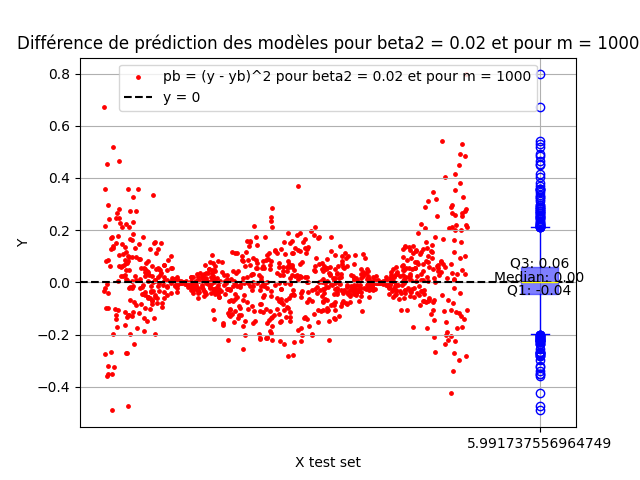 Différence de prédiction des modèles pour beta2 = 0.02 et pour m = 1000
pb = (y - yb)^2 pour beta2 = 0.02 et pour m = 1000
y = 0
0.8
0.6
0.4
0.2
0.0
−0.2
−0.4
Y
Q3: 0.06
Median: 0.00
Q1: -0.04
5.991737556964749
X test set